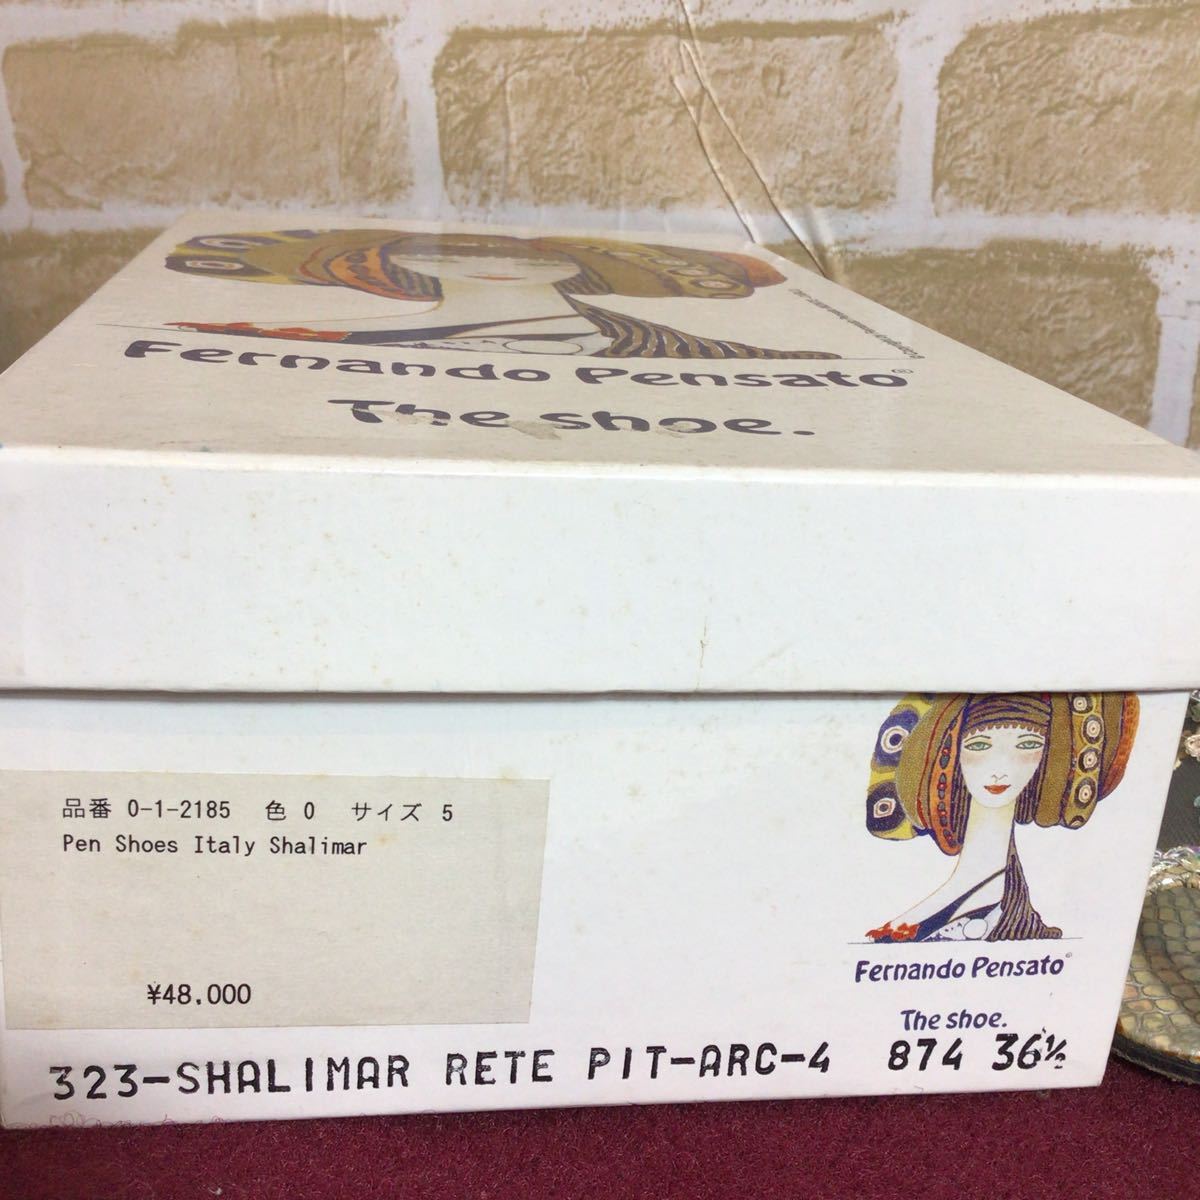 Fernando Pensato®
The shoe.
品番 0-1-2185 色 0 サイズ 5
Pen Shoes Italy Shalimar
¥48,000
Fernando Pensato®
The shoe.
323-SHALIMAR RETE PIT-ARC-4 874 36½